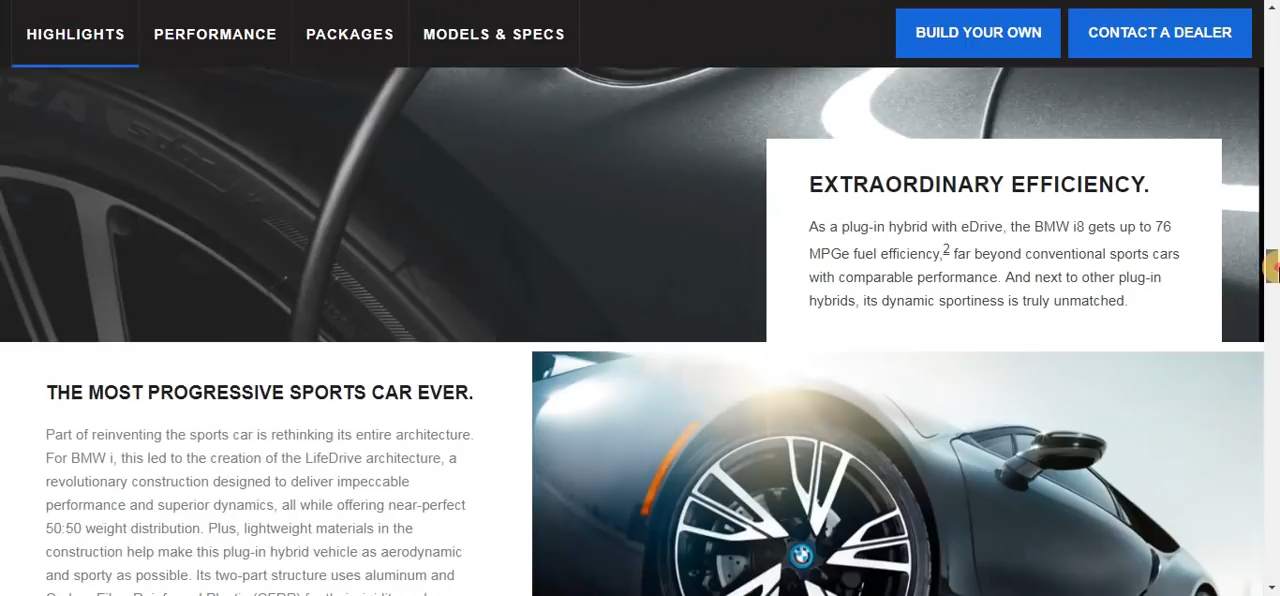 HIGHLIGHTS
PERFORMANCE
PACKAGES
MODELS & SPECS
BUILD YOUR OWN
CONTACT A DEALER
EXTRAORDINARY EFFICIENCY.
As a plug-in hybrid with eDrive, the BMW i8 gets up to 76
MPGe fuel efficiency,2 far beyond conventional sports cars
with comparable performance. And next to other plug-in
hybrids, its dynamic sportiness is truly unmatched.
THE MOST PROGRESSIVE SPORTS CAR EVER.
Part of reinventing the sports car is rethinking its entire architecture.
For BMW i, this led to the creation of the LifeDrive architecture, a
revolutionary construction designed to deliver impeccable
performance and superior dynamics, all while offering near-perfect
50:50 weight distribution. Plus, lightweight materials in the
construction help make this plug-in hybrid vehicle as aerodynamic
and sporty as possible. Its two-part structure uses aluminum and